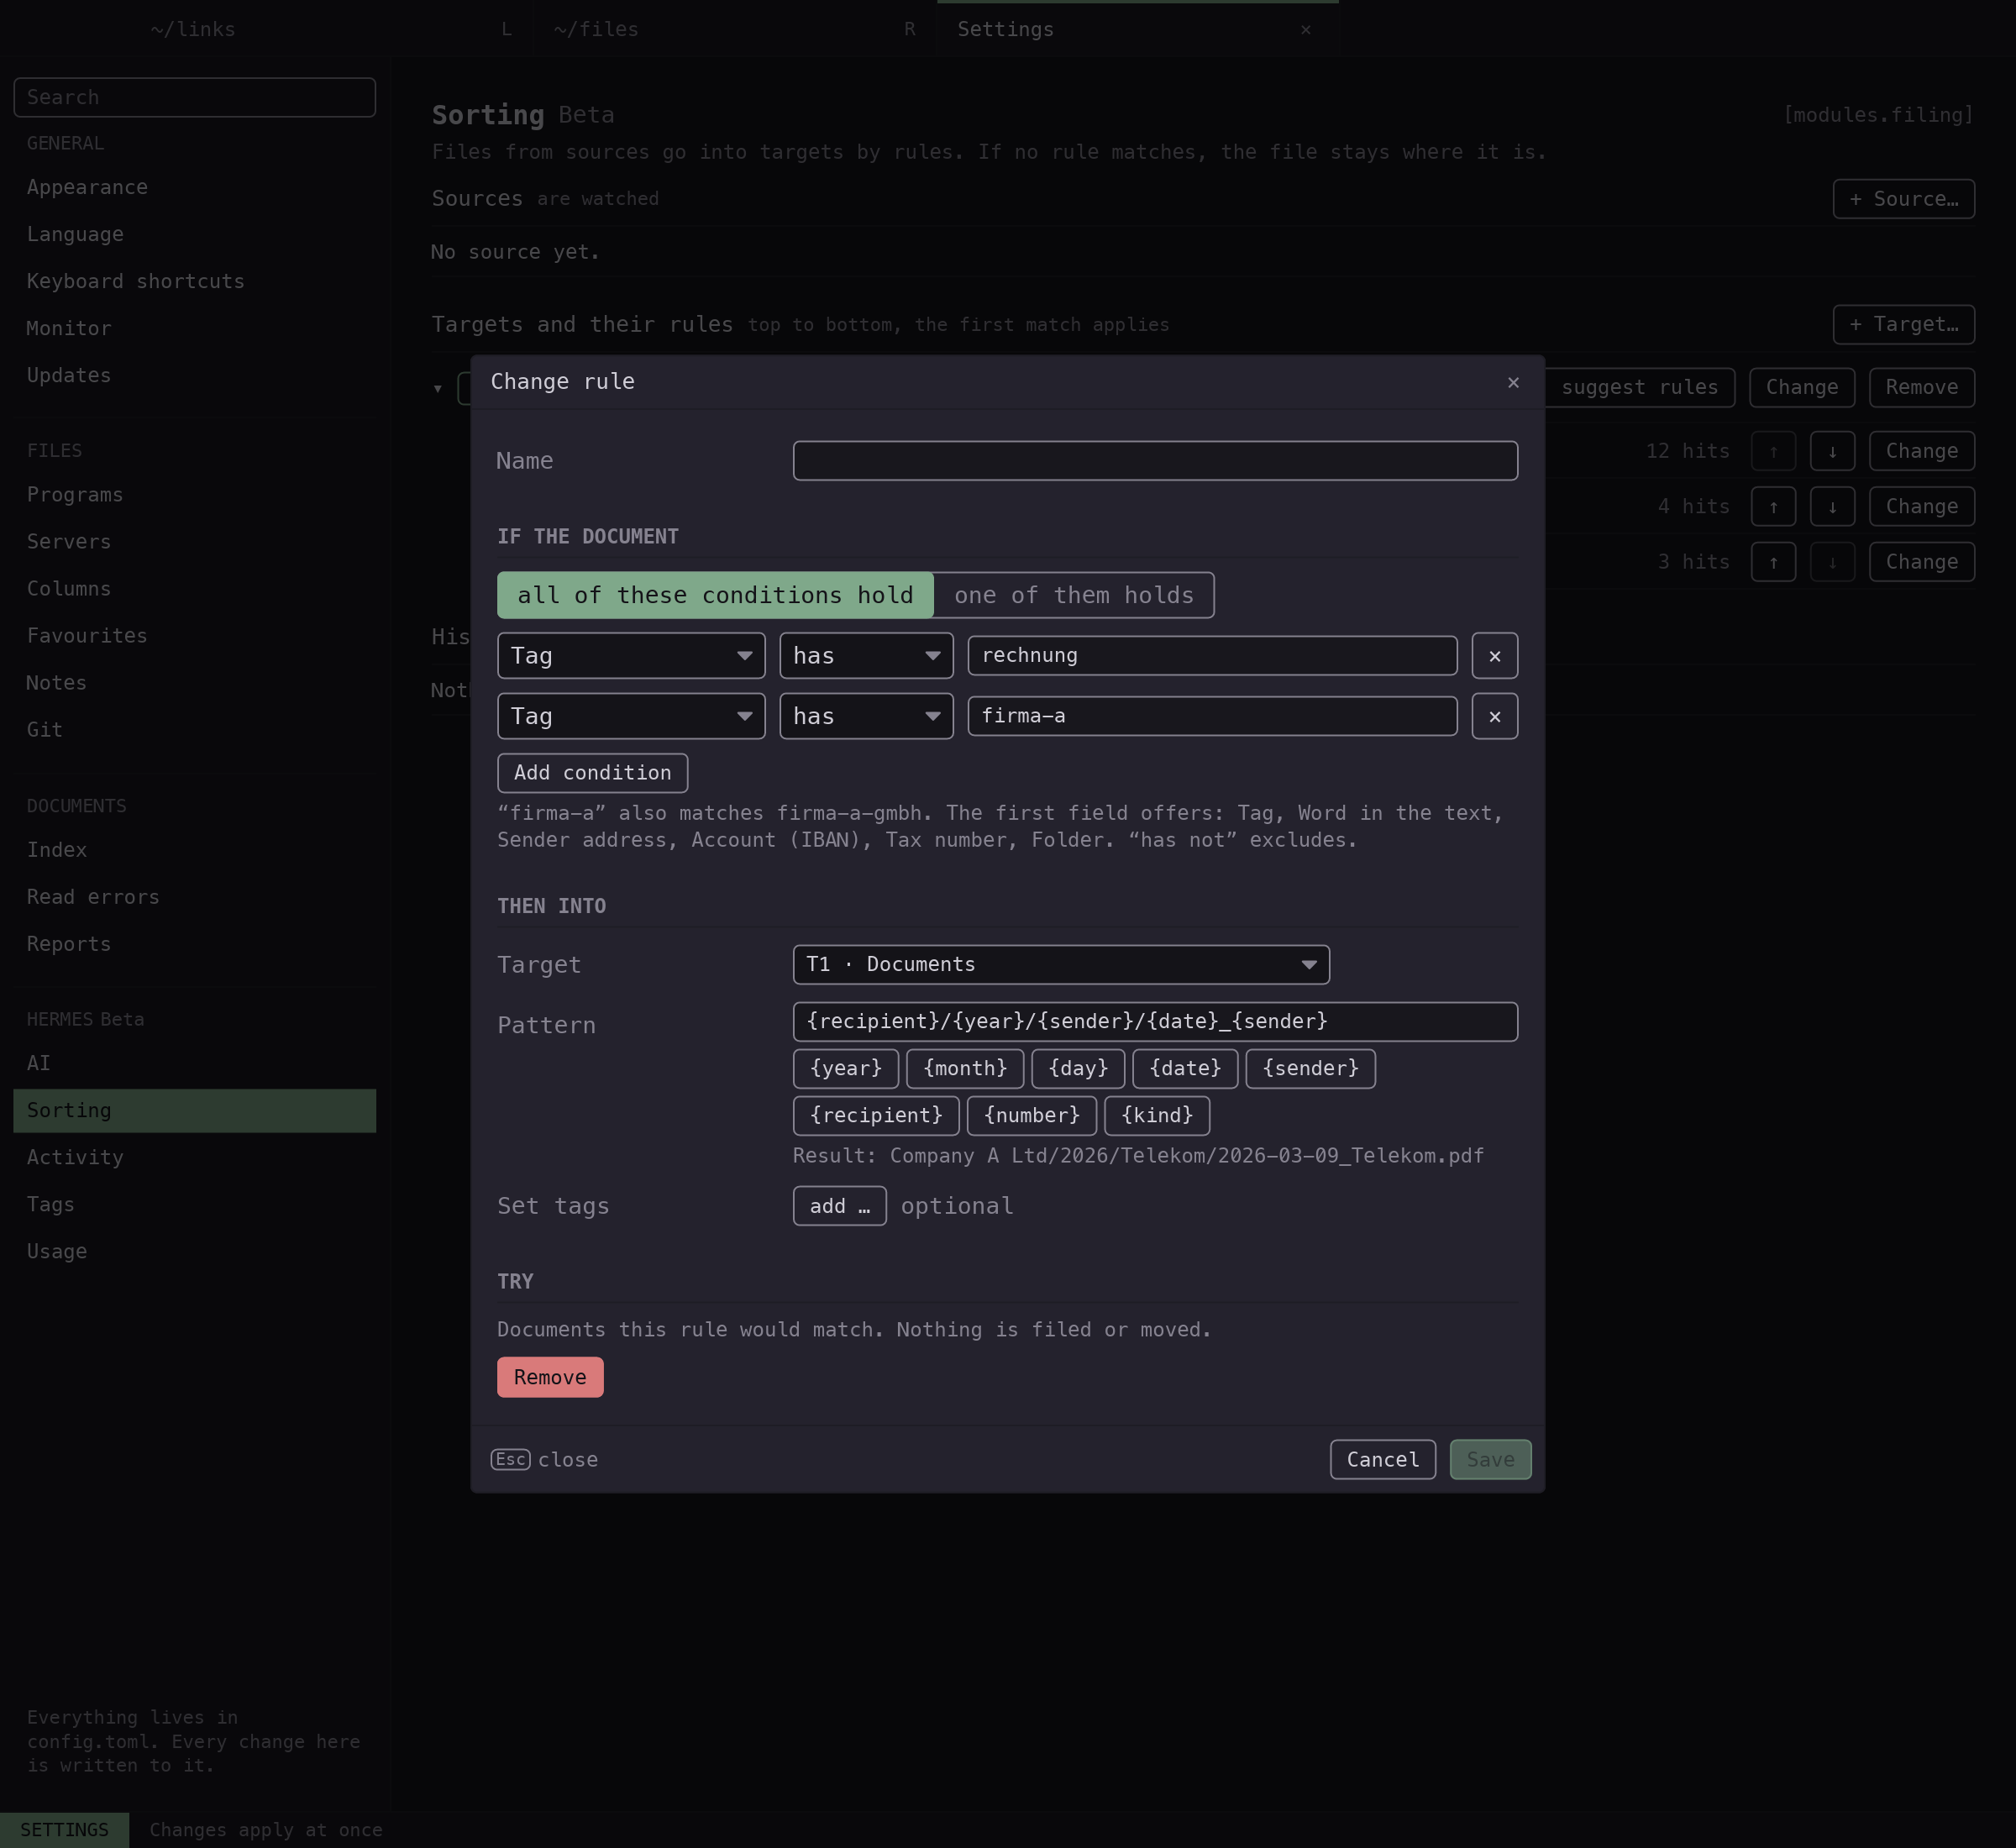 ~/links L ~/files R Settings ×
Search
GENERAL
Appearance
Language
Keyboard shortcuts
Monitor
Updates
FILES
Programs
Servers
Columns
Favourites
Notes
Git
DOCUMENTS
Index
Read errors
Reports
HERMES Beta
AI
Sorting
Activity
Tags
Usage
Everything lives in
config.toml. Every change here
is written to it.
Sorting Beta [modules.filing]
Files from sources go into targets by rules. If no rule matches, the file stays where it is.
Sources are watched + Source…
No source yet.
Targets and their rules top to bottom, the first match applies + Target…
▾ suggest rules Change Remove
12 hits ↑ ↓ Change
4 hits ↑ ↓ Change
3 hits ↑ ↓ Change
His
Not
Change rule ×
Name
IF THE DOCUMENT
all of these conditions hold one of them holds
Tag has rechnung ×
Tag has firma-a ×
Add condition
“firma-a” also matches firma-a-gmbh. The first field offers: Tag, Word in the text,
Sender address, Account (IBAN), Tax number, Folder. “has not” excludes.
THEN INTO
Target T1 · Documents
Pattern {recipient}/{year}/{sender}/{date}_{sender}
{year} {month} {day} {date} {sender}
{recipient} {number} {kind}
Result: Company A Ltd/2026/Telekom/2026-03-09_Telekom.pdf
Set tags add … optional
TRY
Documents this rule would match. Nothing is filed or moved.
Remove
Esc close Cancel Save
SETTINGS Changes apply at once